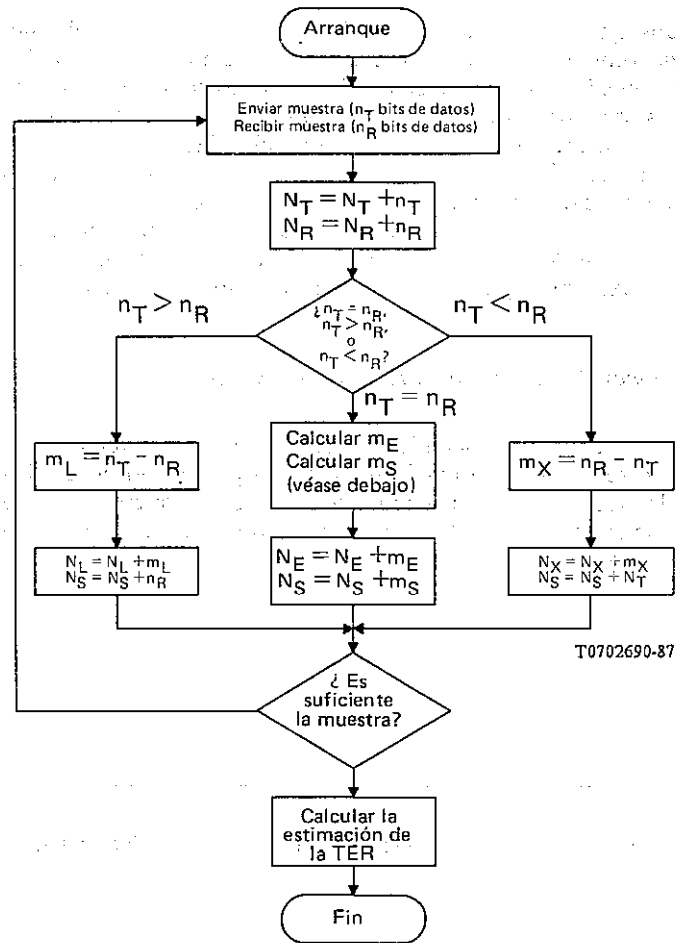 Arranque
Enviar muestra (n_T bits de datos)
Recibir muestra (n_R bits de datos)
N_T = N_T + n_T
N_R = N_R + n_R
n_T > n_R
¿n_T = n_R,
n_T > n_R,
o
n_T < n_R?
n_T < n_R
n_T = n_R
m_L = n_T - n_R
Calcular m_E
Calcular m_S
(véase debajo)
m_X = n_R - n_T
N_L = N_L + m_L
N_S = N_S + n_R
N_E = N_E + m_E
N_S = N_S + m_S
N_X = N_X + m_X
N_S = N_S + N_T
T0702690-87
¿ Es
suficiente
la muestra?
Calcular la
estimación de
la TER
Fin